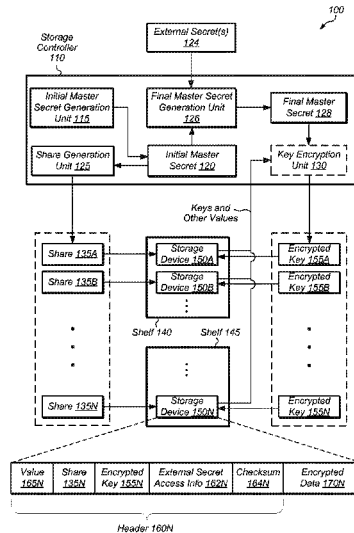 100
Storage
Controller
110
External Secret(s)
124
Initial Master
Secret Generation
Unit 115
Final Master Secret
Generation Unit
126
Final Master
Secret 128
Share Generation
Unit 125
Initial Master
Secret 120
Key Encryption
Unit 130
Keys and
Other Values
Share 135A
Storage
Device 150A
Encrypted
Key 155A
Share 135B
Storage
Device 150B
Encrypted
Key 155B
Shelf 140
Shelf 145
Share 135N
Storage
Device 150N
Encrypted
Key 155N
Value
165N
Share
135N
Encrypted
Key 155N
External Secret
Access Info 162N
Checksum
164N
Encrypted
Data 170N
Header 160N